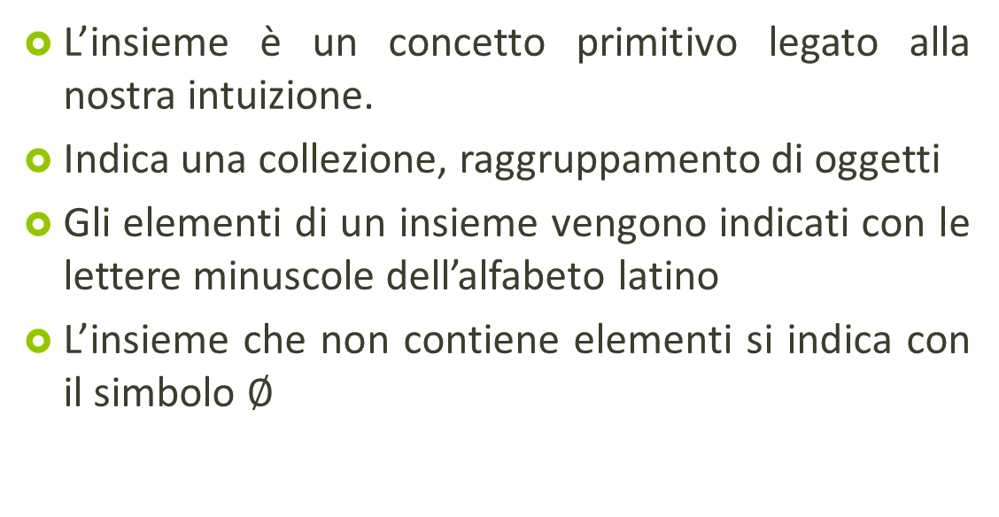 L’insieme è un concetto primitivo legato alla
nostra intuizione.
Indica una collezione, raggruppamento di oggetti
Gli elementi di un insieme vengono indicati con le
lettere minuscole dell’alfabeto latino
L’insieme che non contiene elementi si indica con
il simbolo Ø